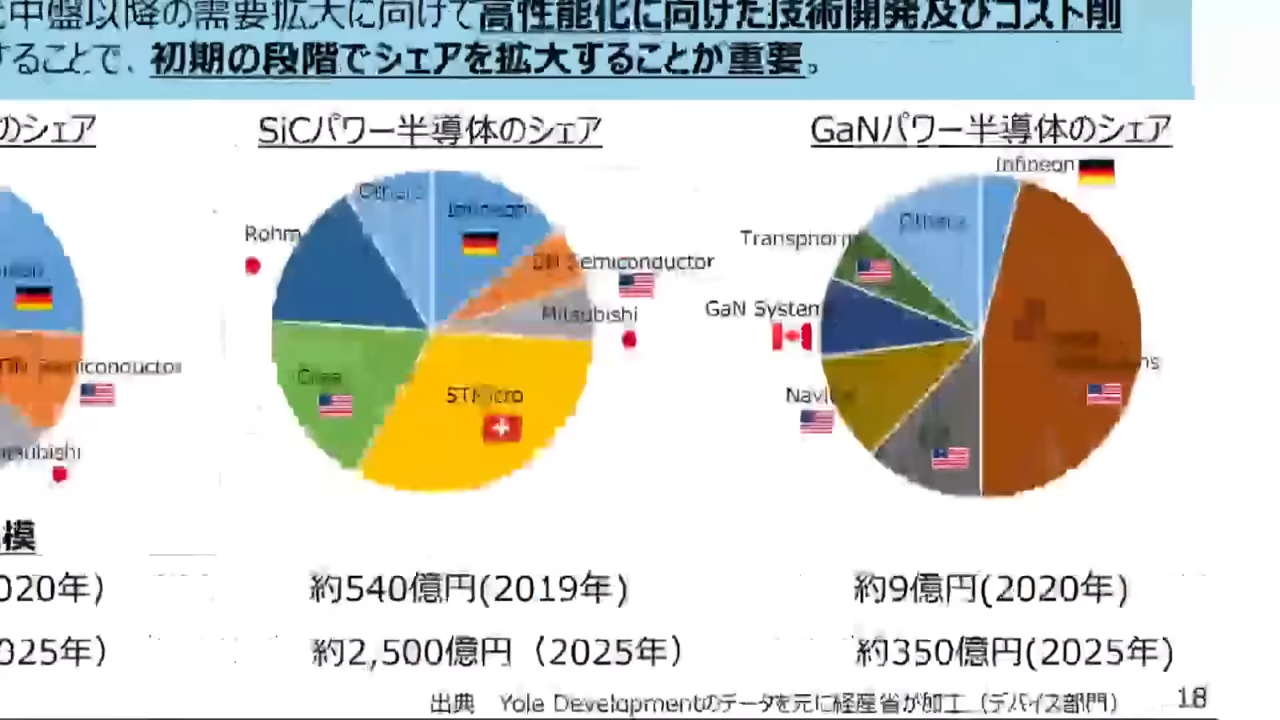 中盤以降の需要拡大に向けて高性能化に向けた技術開発及びコスト削
することで、初期の段階でシェアを拡大することが重要。
のシェア
SiCパワー半導体のシェア
GaNパワー半導体のシェア
Infineon
Others
Infineon
Rohm
ON Semiconductor
Mitsubishi
Cree
STMicro
Others
Transphorm
GaN System
Navitas
ON Semiconductor
Mitsubishi
模
2020年)
約540億円(2019年)
約9億円(2020年)
2025年)
約2,500億円（2025年）
約350億円(2025年)
出典 Yole Developmentのデータを元に経産省が加工（デバイス部門）
18